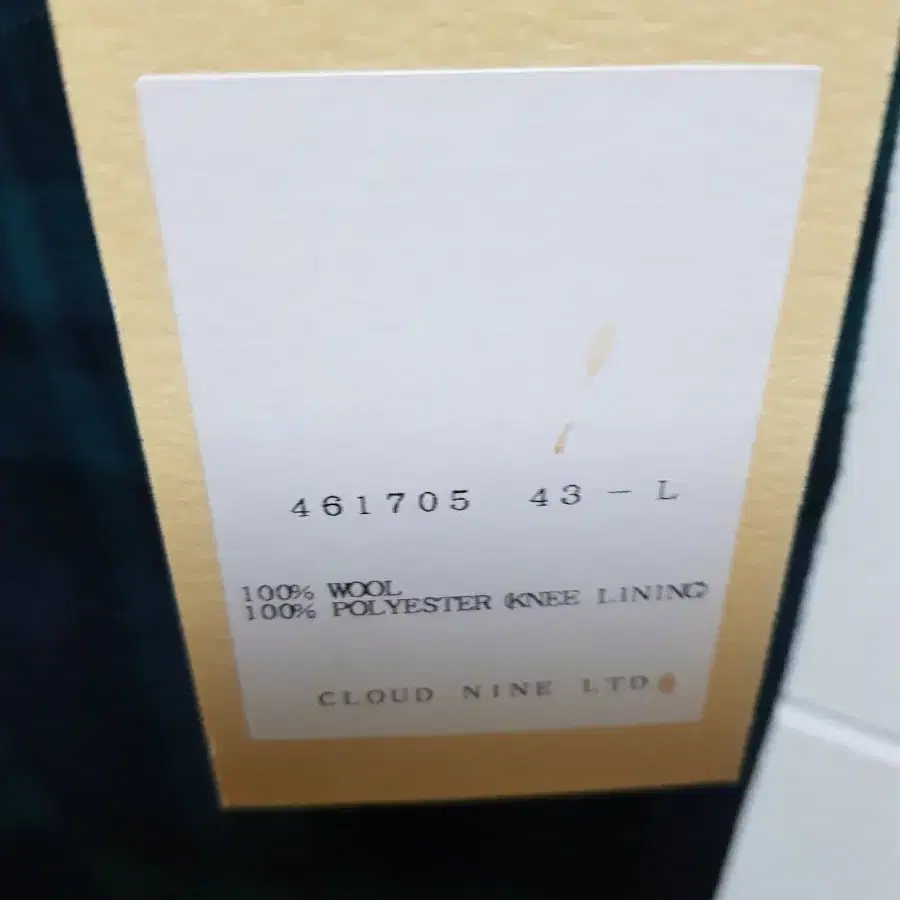 461705 43 - L
100% WOOL
100% POLYESTER (KNEE LINING)
CLOUD NINE LTD